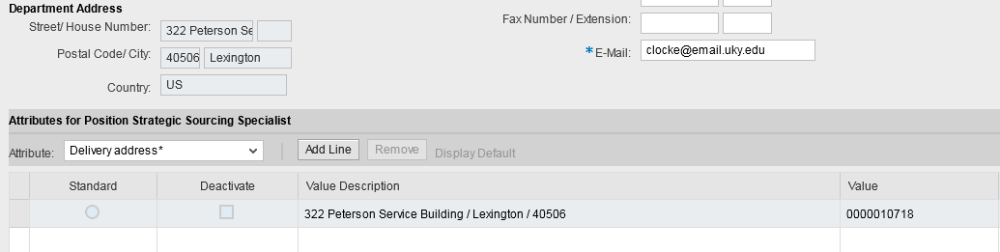 Department Address
Street/ House Number: 322 Peterson Se
Fax Number / Extension:
Postal Code/ City: 40506 Lexington
* E-Mail: clocke@email.uky.edu
Country: US
Attributes for Position Strategic Sourcing Specialist
Attribute: Delivery address* Add Line Remove Display Default
Standard Deactivate Value Description Value
322 Peterson Service Building / Lexington / 40506 0000010718